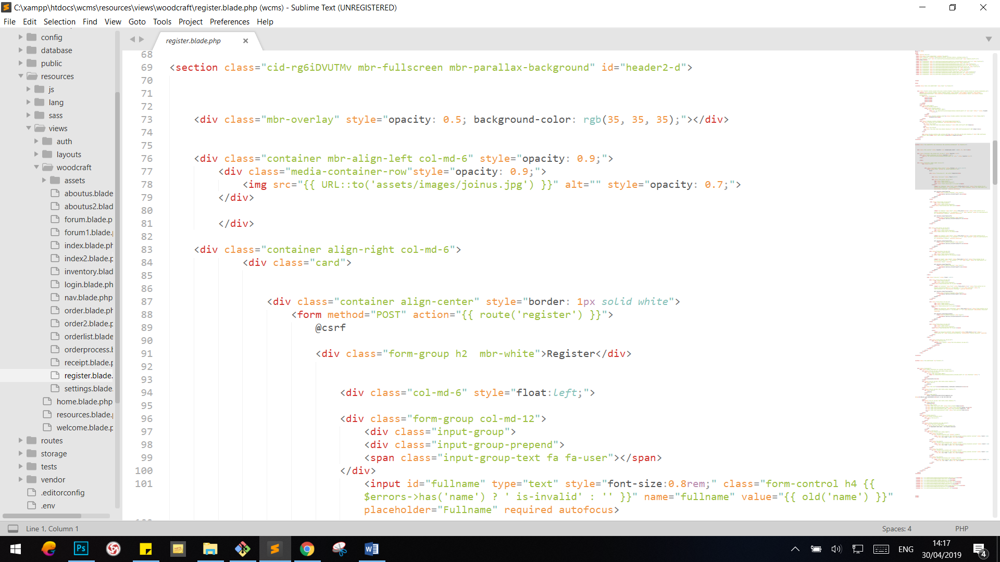 C:\xampp\htdocs\wcms\resources\views\woodcraft\register.blade.php (wcms) - Sublime Text (UNREGISTERED)
File Edit Selection Find View Goto Tools Project Preferences Help
config
database
public
resources
js
lang
sass
views
auth
layouts
woodcraft
assets
aboutus.blade
aboutus2.blad
forum.blade.p
forum1.blade.
index.blade.ph
index2.blade.p
inventory.blad
login.blade.ph
nav.blade.php
order.blade.ph
order2.blade.p
orderlist.blade
orderprocess.b
receipt.blade.p
register.blade.
settings.blade.
home.blade.php
resources.blade.
welcome.blade.p
routes
storage
tests
vendor
.editorconfig
.env
register.blade.php
68
69 <section class="cid-rg6iDVUTMv mbr-fullscreen mbr-parallax-background" id="header2-d">
70
71
72
73 <div class="mbr-overlay" style="opacity: 0.5; background-color: rgb(35, 35, 35);"></div>
74
75
76 <div class="container mbr-align-left col-md-6" style="opacity: 0.9;">
77 <div class="media-container-row"style="opacity: 0.9;">
78 <img src="{{ URL::to('assets/images/joinus.jpg') }}" alt="" style="opacity: 0.7;">
79 </div>
80
81 </div>
82
83 <div class="container align-right col-md-6">
84 <div class="card">
85
86
87 <div class="container align-center" style="border: 1px solid white">
88 <form method="POST" action="{{ route('register') }}">
89 @csrf
90
91 <div class="form-group h2  mbr-white">Register</div>
92
93
94 <div class="col-md-6" style="float:left;">
95
96 <div class="form-group col-md-12">
97 <div class="input-group">
98 <div class="input-group-prepend">
99 <span class="input-group-text fa fa-user"></span>
100 </div>
101 <input id="fullname" type="text" style="font-size:0.8rem;" class="form-control h4 {{
$errors->has('name') ? ' is-invalid' : '' }}" name="fullname" value="{{ old('name') }}"
placeholder="Fullname" required autofocus>
Line 1, Column 1 Spaces: 4 PHP
Ps
ENG
14:17
30/04/2019
4